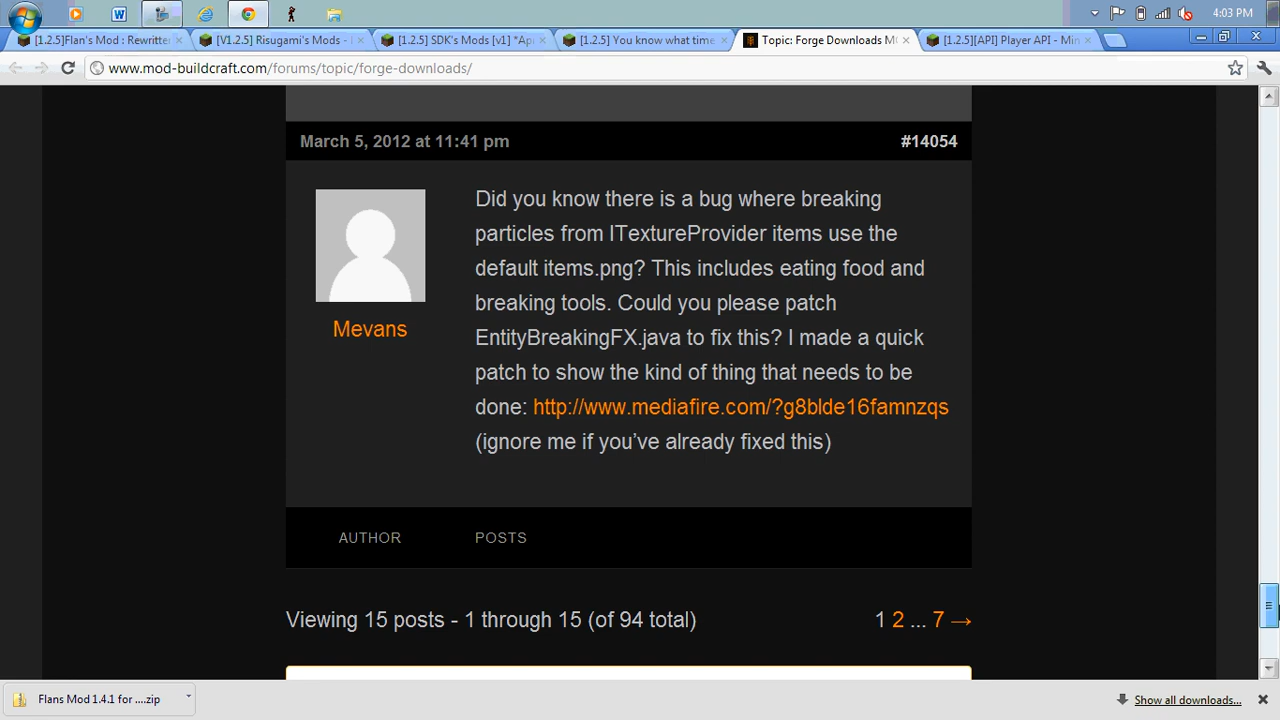 4:03 PM
[1.2.5]Flan's Mod : Rewritte
[V1.2.5] Risugami's Mods -
[1.2.5] SDK's Mods [v1] *Ap
[1.2.5] You know what time
Topic: Forge Downloads M
[1.2.5][API] Player API - Min
www.mod-buildcraft.com/forums/topic/forge-downloads/
March 5, 2012 at 11:41 pm
#14054
Did you know there is a bug where breaking
particles from ITextureProvider items use the
default items.png? This includes eating food and
breaking tools. Could you please patch
EntityBreakingFX.java to fix this? I made a quick
patch to show the kind of thing that needs to be
done: http://www.mediafire.com/?g8blde16famnzqs
(ignore me if you’ve already fixed this)
Mevans
AUTHOR
POSTS
Viewing 15 posts - 1 through 15 (of 94 total)
1 2 ... 7 →
Flans Mod 1.4.1 for ....zip
Show all downloads...